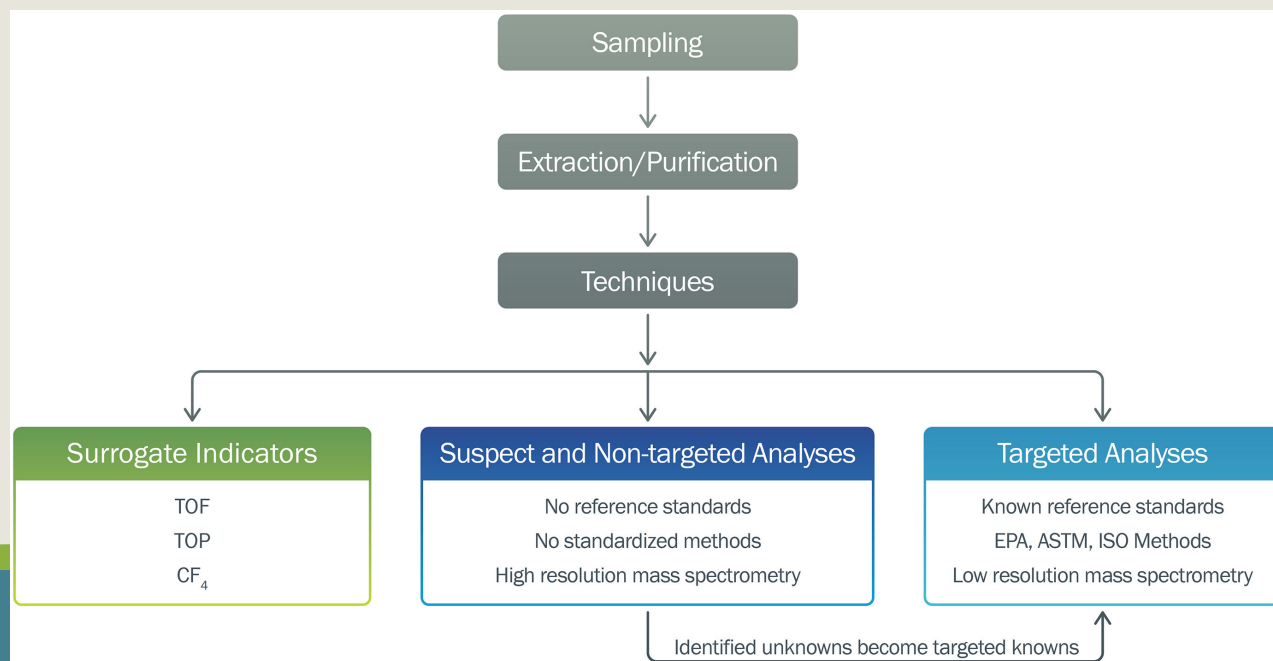 Sampling
Extraction/Purification
Techniques
Surrogate Indicators
TOF
TOP
CF₄
Suspect and Non-targeted Analyses
No reference standards
No standardized methods
High resolution mass spectrometry
Targeted Analyses
Known reference standards
EPA, ASTM, ISO Methods
Low resolution mass spectrometry
Identified unknowns become targeted knowns